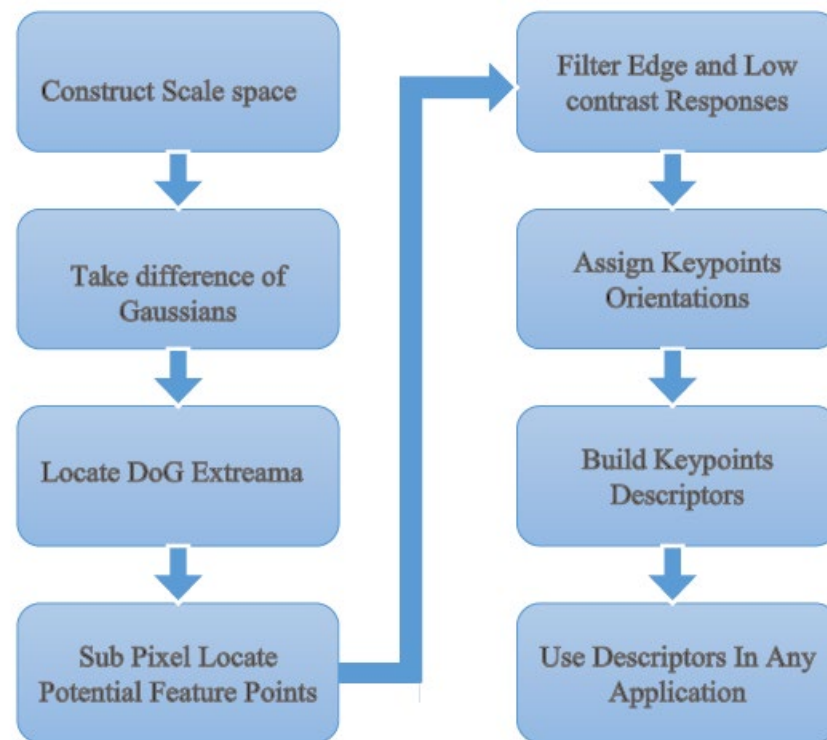 Construct Scale space
Take difference of
Gaussians
Locate DoG Extreama
Sub Pixel Locate
Potential Feature Points
Filter Edge and Low
contrast Responses
Assign Keypoints
Orientations
Build Keypoints
Descriptors
Use Descriptors In Any
Application